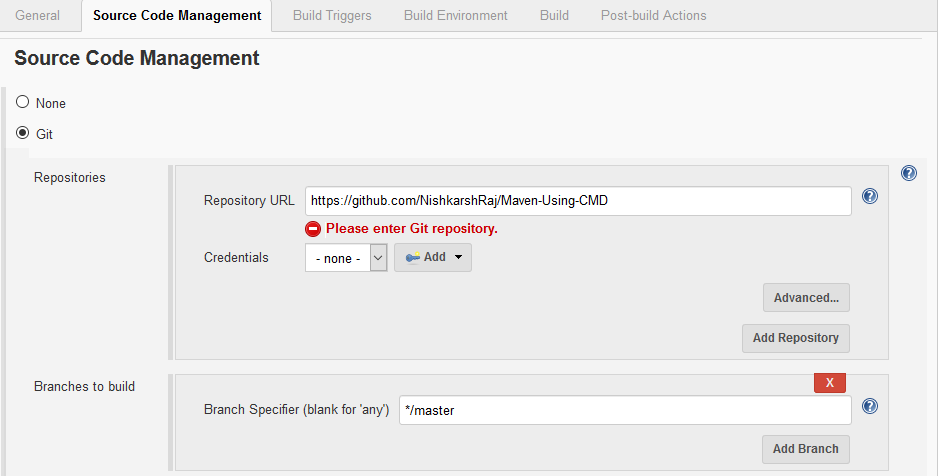 General Source Code Management Build Triggers Build Environment Build Post-build Actions
Source Code Management
None
Git
Repositories
Repository URL https://github.com/NishkarshRaj/Maven-Using-CMD
Please enter Git repository.
Credentials - none - Add
Advanced...
Add Repository
Branches to build
X
Branch Specifier (blank for 'any') */master
Add Branch